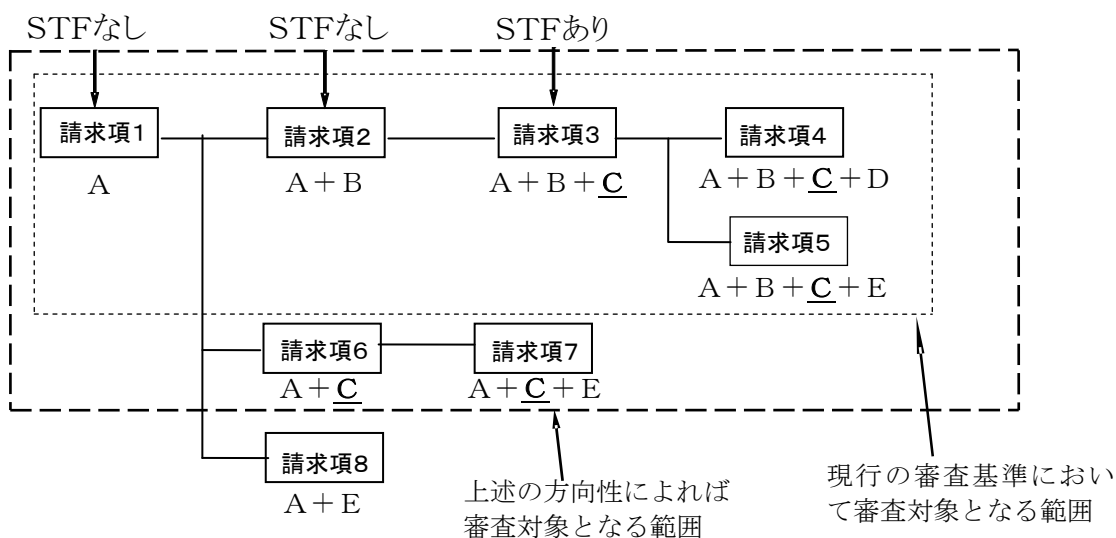 STFなし STFなし STFあり
請求項1 請求項2 請求項3 請求項4
A A+B A+B+C A+B+C+D
請求項5
A+B+C+E
請求項6 請求項7
A+C A+C+E
請求項8
A+E
上述の方向性によれば
審査対象となる範囲
現行の審査基準におい
て審査対象となる範囲